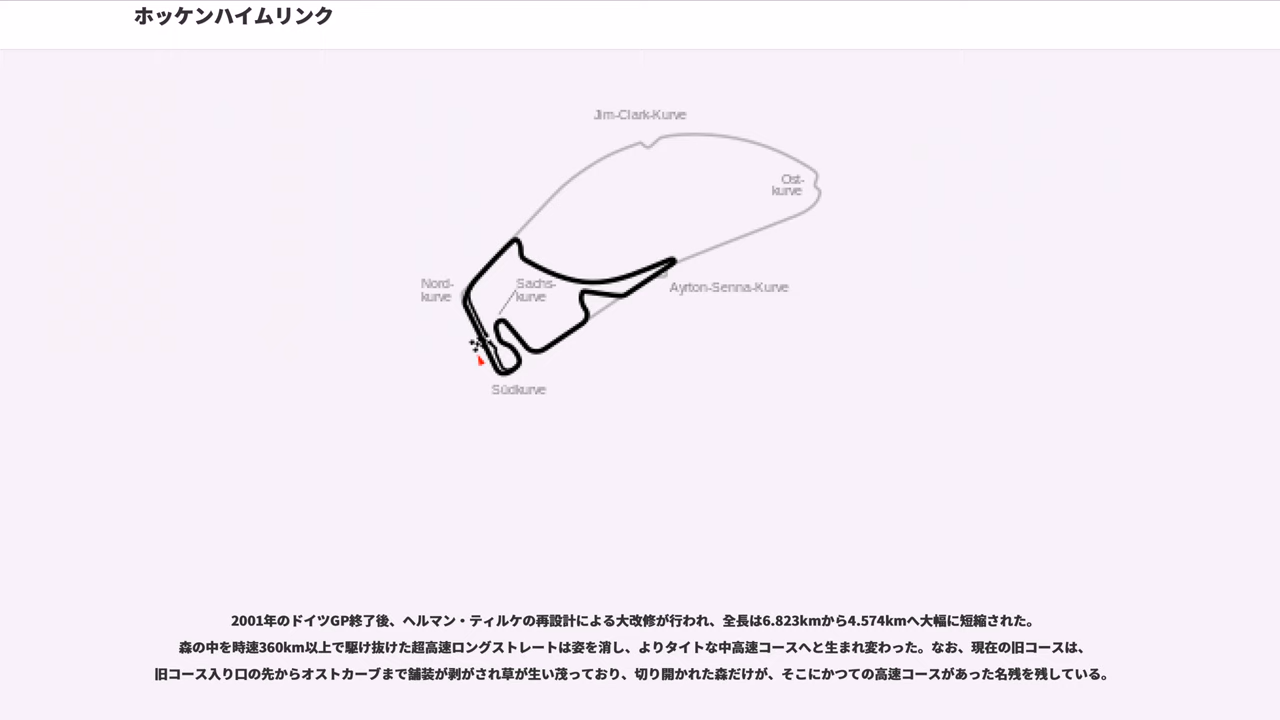 ホッケンハイムリンク
Jim-Clark-Kurve
Ost-
kurve
Nord-
kurve
Sachs-
kurve
Ayrton-Senna-Kurve
Südkurve
2001年のドイツGP終了後、ヘルマン・ティルケの再設計による大改修が行われ、全長は6.823kmから4.574kmへ大幅に短縮された。
森の中を時速360km以上で駆け抜けた超高速ロングストレートは姿を消し、よりタイトな中高速コースへと生まれ変わった。なお、現在の旧コースは、
旧コース入り口の先からオストカーブまで舗装が剥がされ草が生い茂っており、切り開かれた森だけが、そこにかつての高速コースがあった名残を残している。